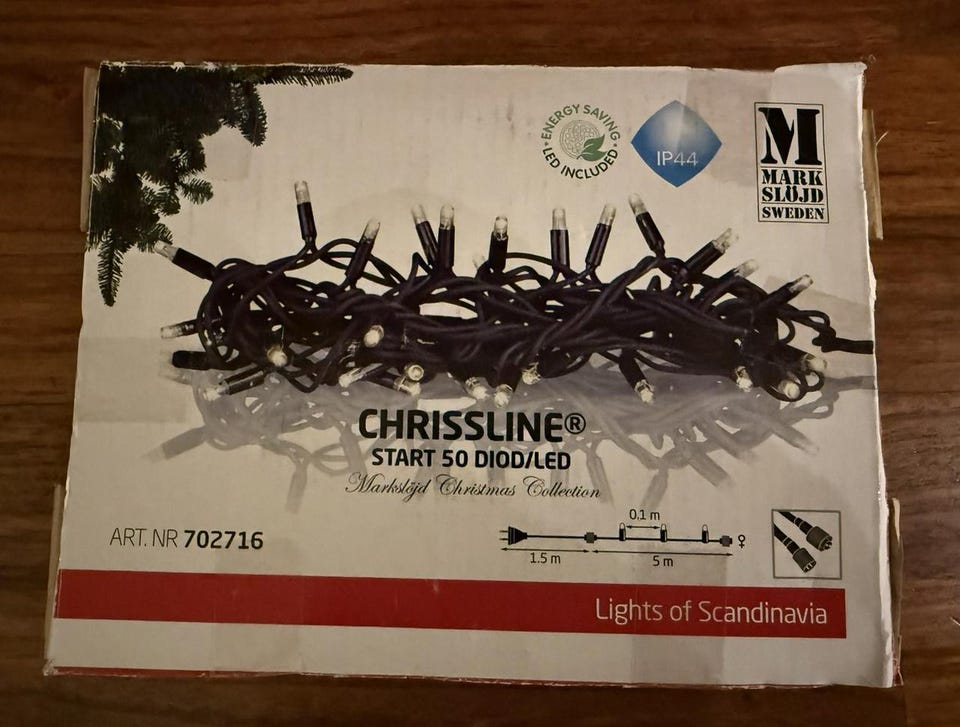 ENERGY SAVING
LED INCLUDED
IP44
M
MARK
SLÖJD
SWEDEN
CHRISSLINE®
START 50 DIOD/LED
Markslöjd Christmas Collection
ART. NR 702716
0.1 m
1.5 m
5 m
Lights of Scandinavia